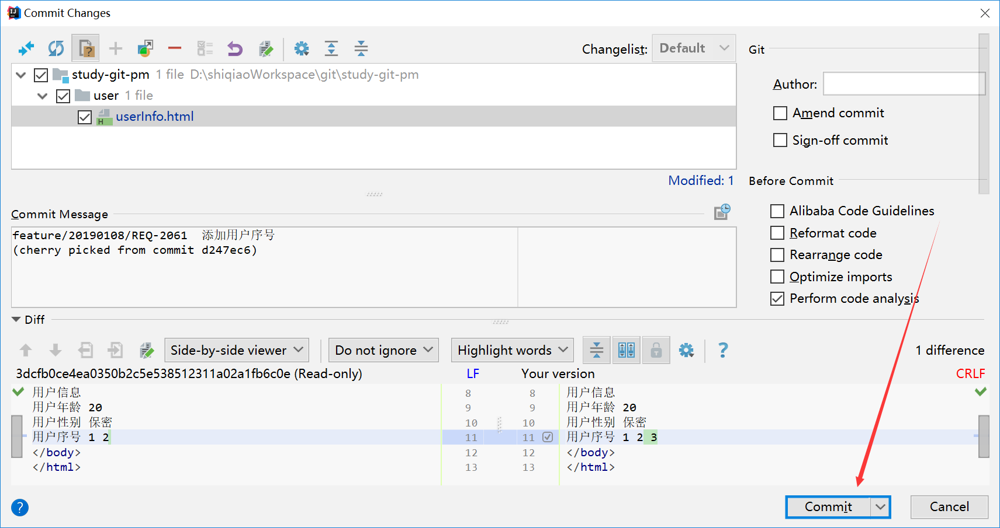 Commit Changes
Changelist: Default
study-git-pm 1 file D:\shiqiaoWorkspace\git\study-git-pm
user 1 file
userInfo.html
Modified: 1
Git
Author:
Amend commit
Sign-off commit
Before Commit
Alibaba Code Guidelines
Reformat code
Rearrange code
Optimize imports
Perform code analysis
Commit Message
feature/20190108/REQ-2061 添加用户序号
(cherry picked from commit d247ec6)
Diff
Side-by-side viewer Do not ignore Highlight words ? 1 difference
3dcfb0ce4ea0350b2c5e538512311a02a1fb6c0e (Read-only) LF Your version CRLF
用户信息 8 8 用户信息
用户年龄 20 9 9 用户年龄 20
用户性别 保密 10 10 用户性别 保密
用户序号 1 2 11 11 用户序号 1 2 3
</body> 12 12 </body>
</html> 13 13 </html>
? Commit Cancel